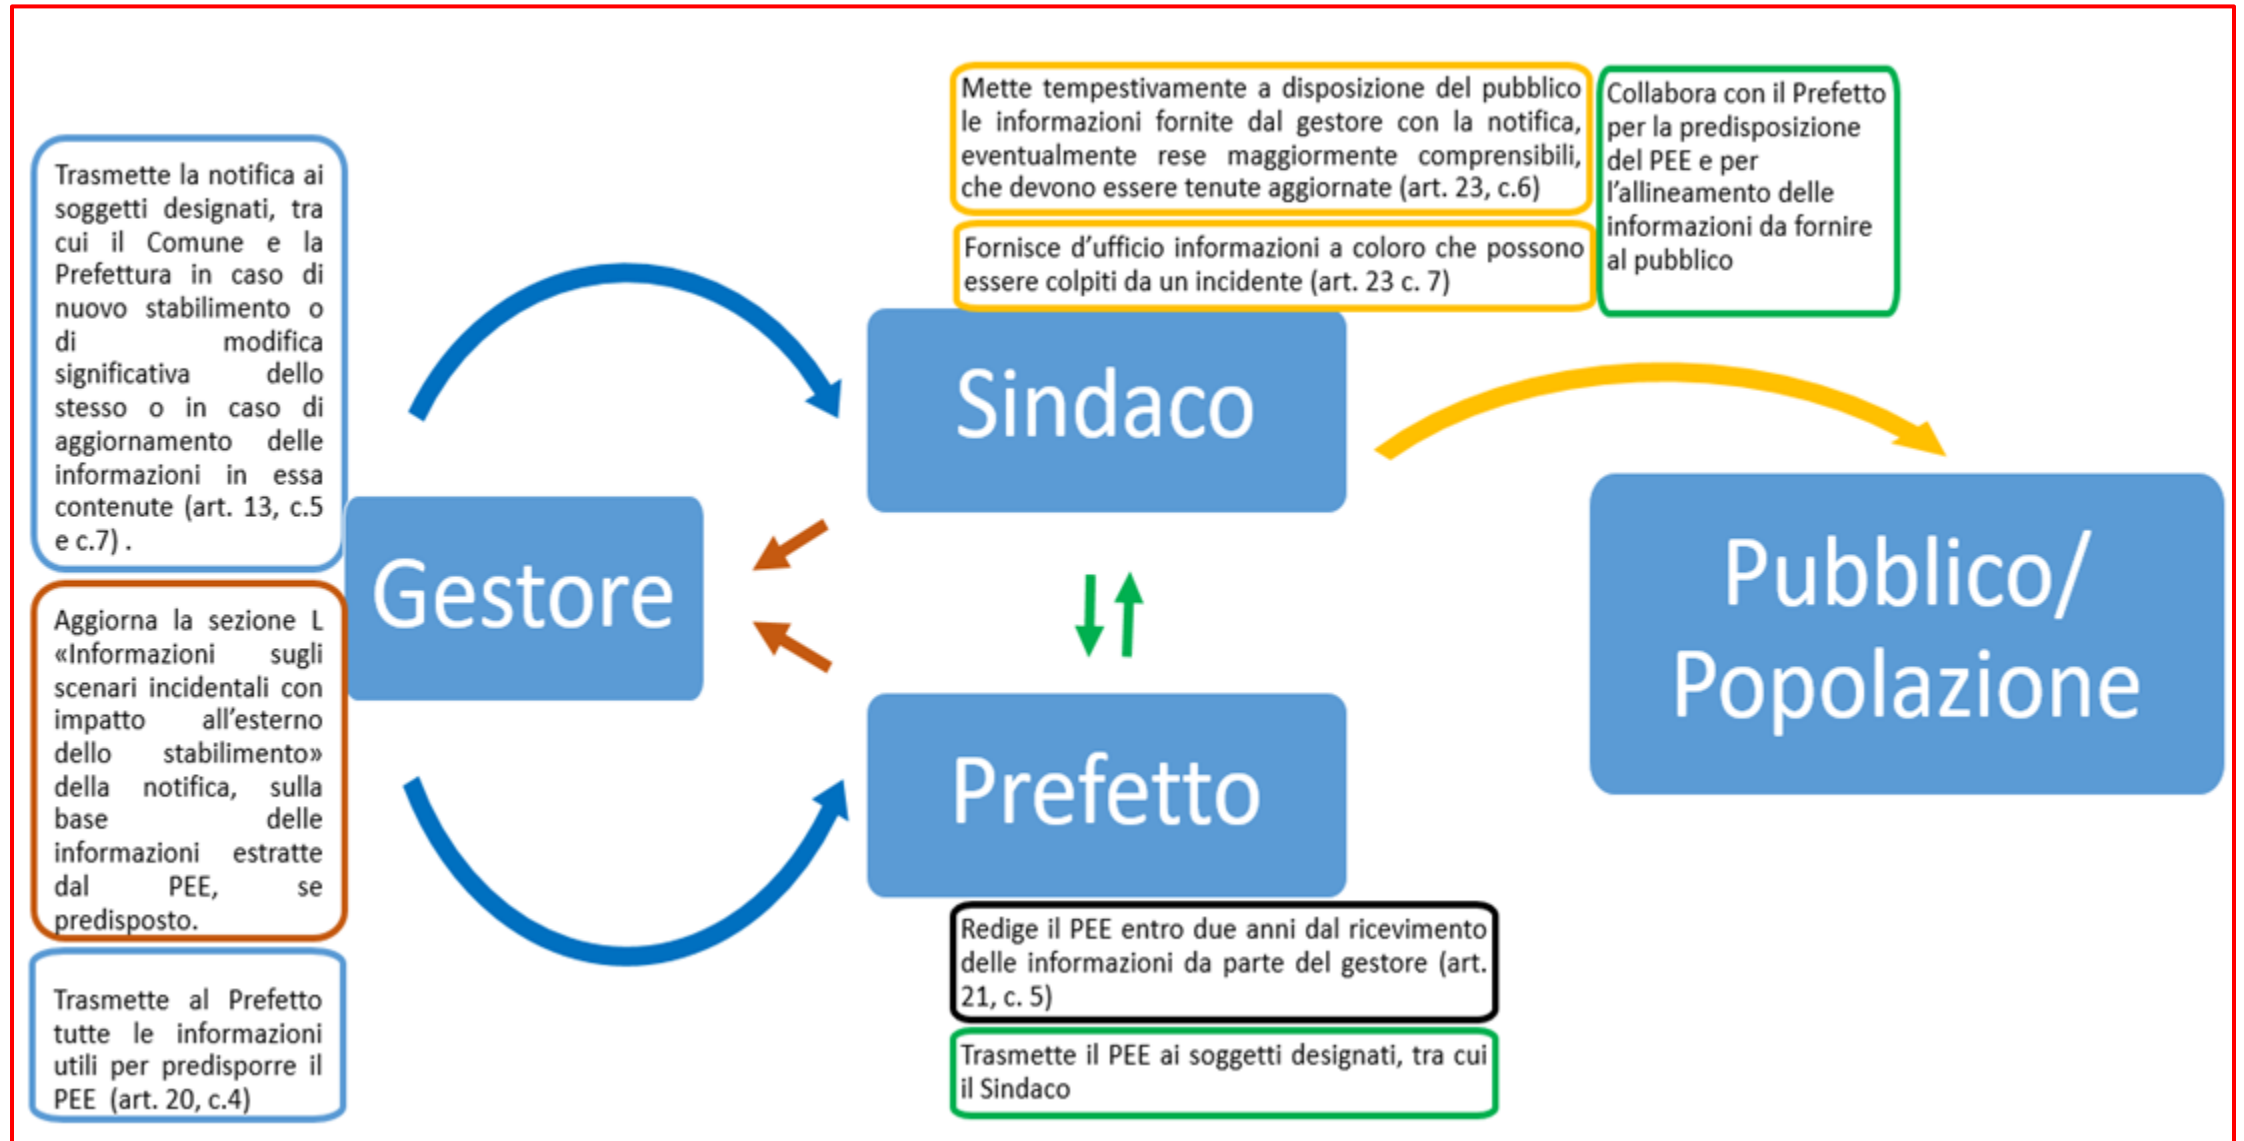 Trasmette la notifica ai
soggetti designati, tra
cui il Comune e la
Prefettura in caso di
nuovo stabilimento o
di modifica
significativa dello
stesso o in caso di
aggiornamento delle
informazioni in essa
contenute (art. 13, c.5
e c.7) .
Aggiorna la sezione L
«Informazioni sugli
scenari incidentali con
impatto all’esterno
dello stabilimento»
della notifica, sulla
base delle
informazioni estratte
dal PEE, se
predisposto.
Trasmette al Prefetto
tutte le informazioni
utili per predisporre il
PEE (art. 20, c.4)
Gestore
Mette tempestivamente a disposizione del pubblico
le informazioni fornite dal gestore con la notifica,
eventualmente rese maggiormente comprensibili,
che devono essere tenute aggiornate (art. 23, c.6)
Fornisce d’ufficio informazioni a coloro che possono
essere colpiti da un incidente (art. 23 c. 7)
Collabora con il Prefetto
per la predisposizione
del PEE e per
l’allineamento delle
informazioni da fornire
al pubblico
Sindaco
Prefetto
Redige il PEE entro due anni dal ricevimento
delle informazioni da parte del gestore (art.
21, c. 5)
Trasmette il PEE ai soggetti designati, tra cui
il Sindaco
Pubblico/
Popolazione